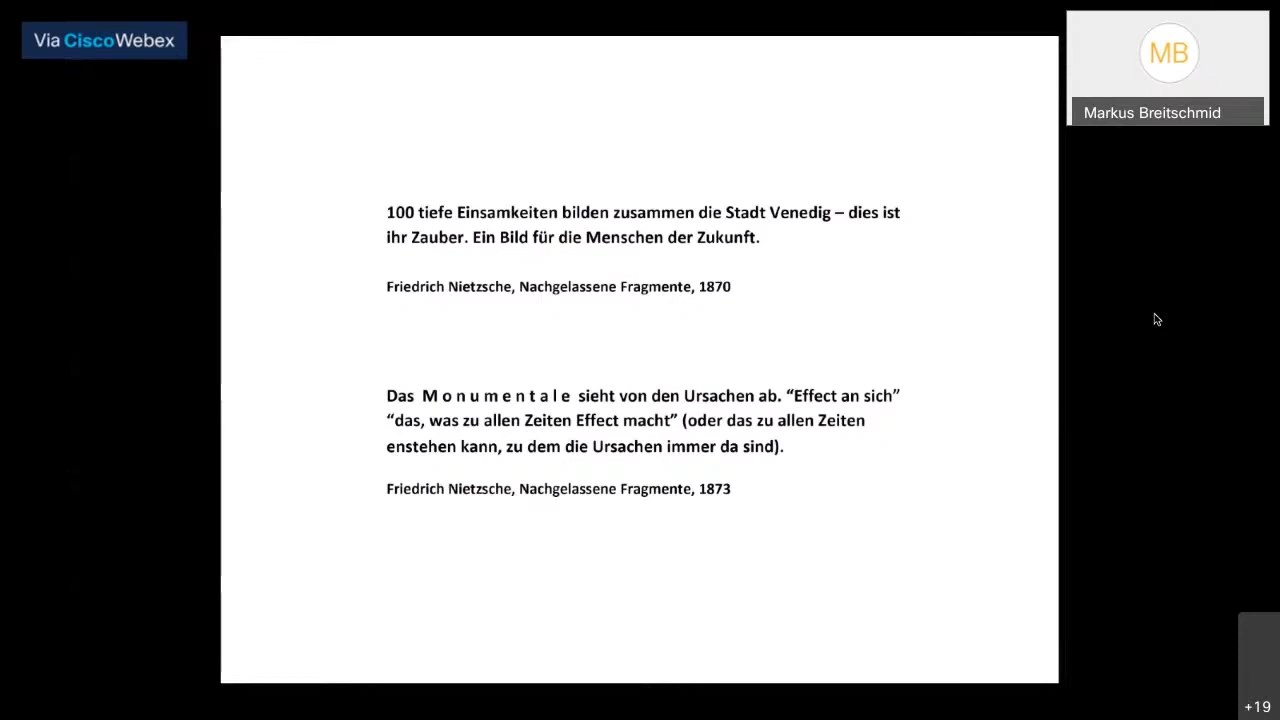 Via CiscoWebex
MB
Markus Breitschmid
100 tiefe Einsamkeiten bilden zusammen die Stadt Venedig – dies ist
ihr Zauber. Ein Bild für die Menschen der Zukunft.
Friedrich Nietzsche, Nachgelassene Fragmente, 1870
Das M o n u m e n t a l e sieht von den Ursachen ab. “Effect an sich”
“das, was zu allen Zeiten Effect macht” (oder das zu allen Zeiten
enstehen kann, zu dem die Ursachen immer da sind).
Friedrich Nietzsche, Nachgelassene Fragmente, 1873
+19